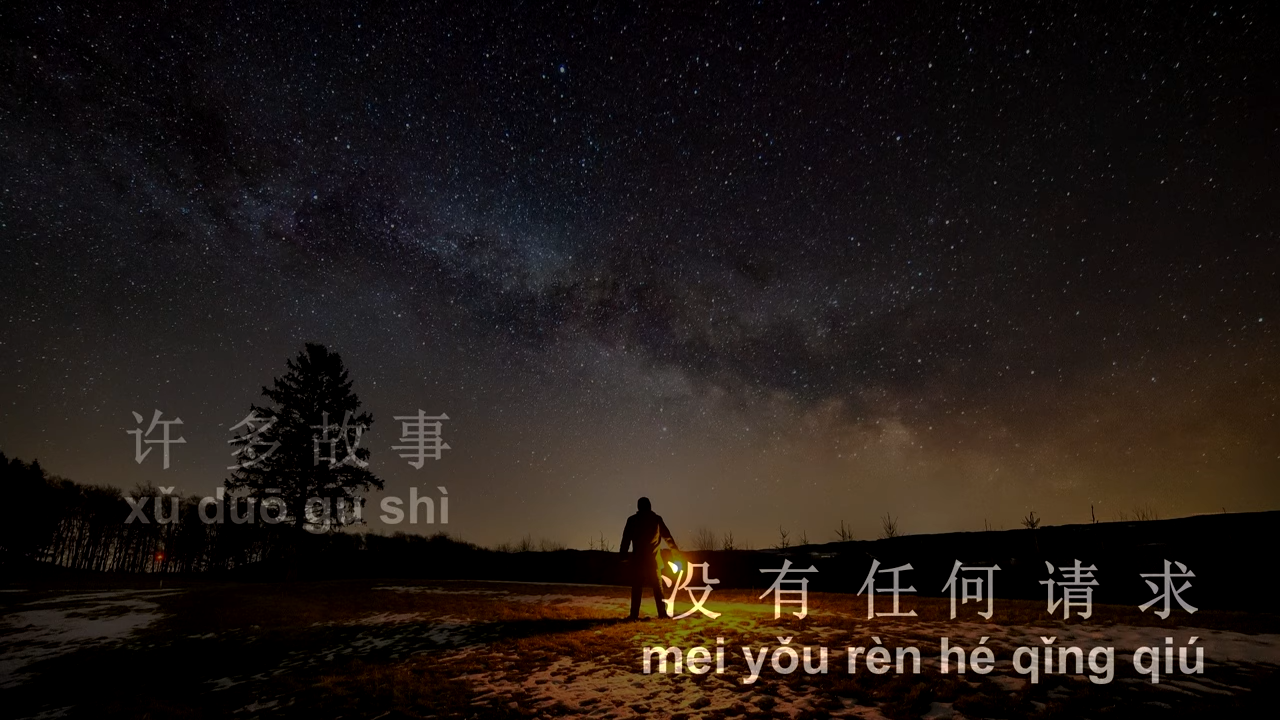 许多故事
xǔ duō gu shì
没有任何请求
mei yǒu rèn hé qǐng qiú